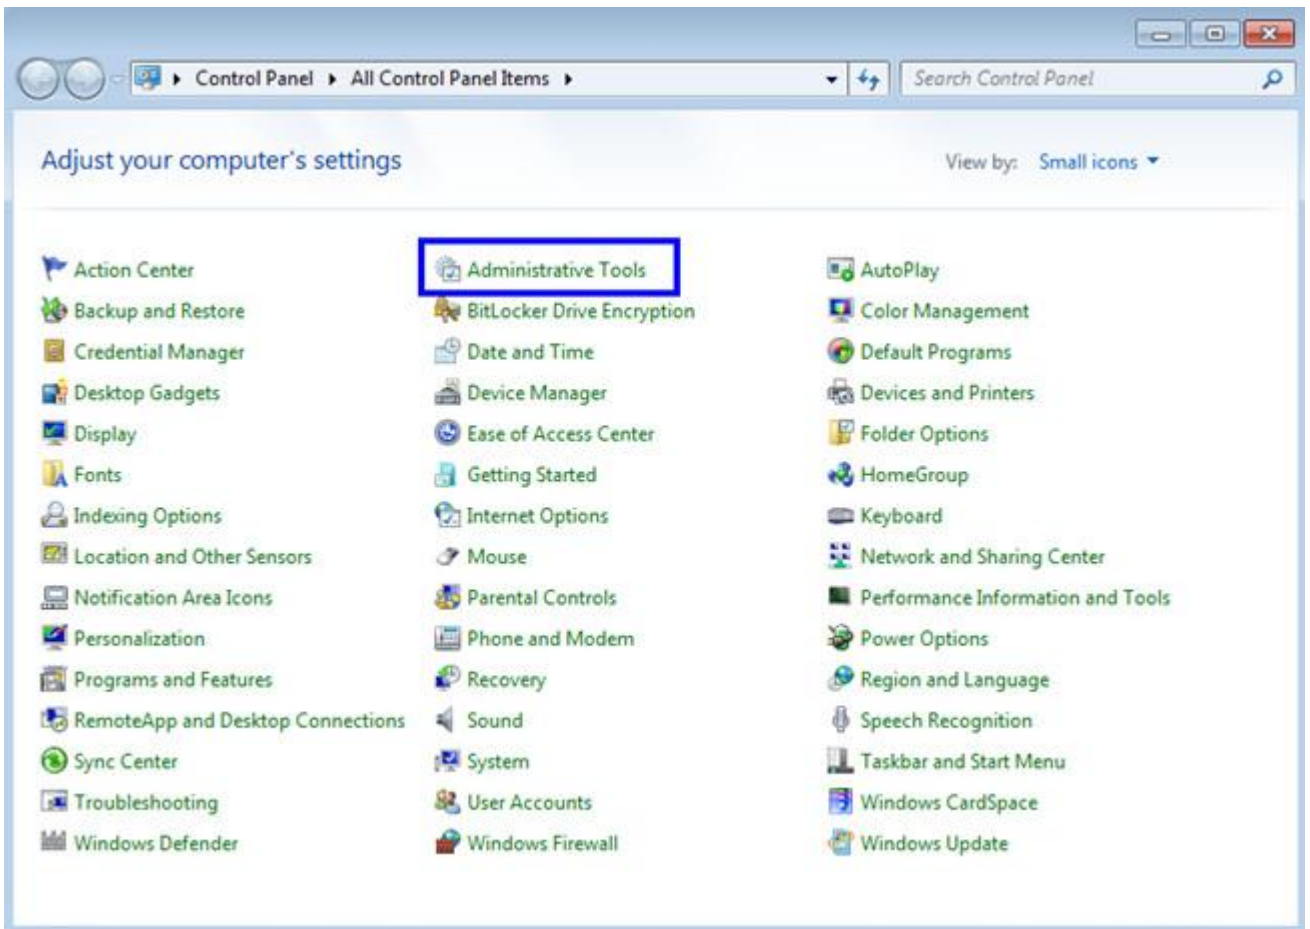 Control Panel All Control Panel Items Search Control Panel
Adjust your computer's settings View by: Small icons
Action Center Administrative Tools AutoPlay
Backup and Restore BitLocker Drive Encryption Color Management
Credential Manager Date and Time Default Programs
Desktop Gadgets Device Manager Devices and Printers
Display Ease of Access Center Folder Options
Fonts Getting Started HomeGroup
Indexing Options Internet Options Keyboard
Location and Other Sensors Mouse Network and Sharing Center
Notification Area Icons Parental Controls Performance Information and Tools
Personalization Phone and Modem Power Options
Programs and Features Recovery Region and Language
RemoteApp and Desktop Connections Sound Speech Recognition
Sync Center System Taskbar and Start Menu
Troubleshooting User Accounts Windows CardSpace
Windows Defender Windows Firewall Windows Update